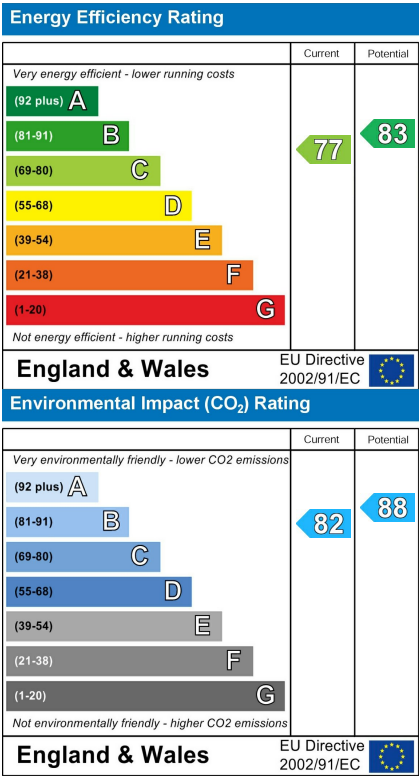 Energy Efficiency Rating
Current Potential
Very energy efficient - lower running costs
(92 plus) A
(81-91) B
(69-80) C
(55-68) D
(39-54) E
(21-38) F
(1-20) G
77
83
Not energy efficient - higher running costs
England & Wales
EU Directive
2002/91/EC
Environmental Impact (CO₂) Rating
Current Potential
Very environmentally friendly - lower CO2 emissions
(92 plus) A
(81-91) B
(69-80) C
(55-68) D
(39-54) E
(21-38) F
(1-20) G
82
88
Not environmentally friendly - higher CO2 emissions
England & Wales
EU Directive
2002/91/EC